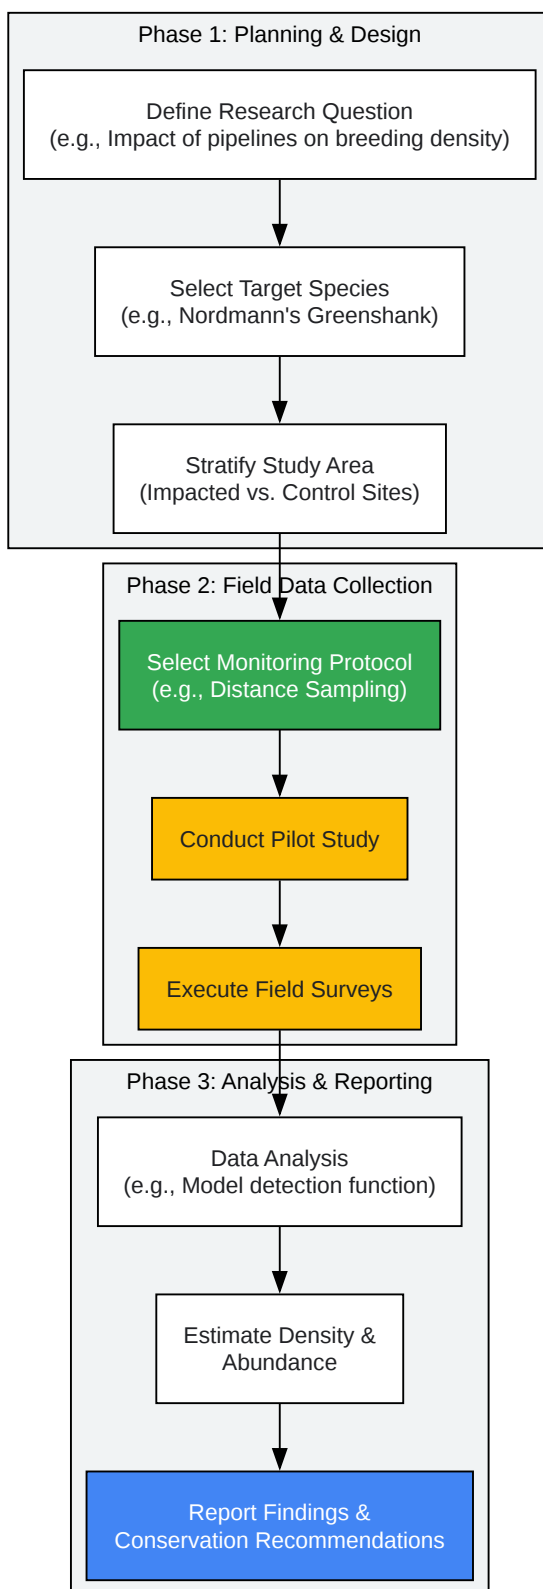 Phase 1: Planning & Design
Define Research Question
(e.g., Impact of pipelines on breeding density)
Select Target Species
(e.g., Nordmann's Greenshank)
Stratify Study Area
(Impacted vs. Control Sites)
Phase 2: Field Data Collection
Select Monitoring Protocol
(e.g., Distance Sampling)
Conduct Pilot Study
Execute Field Surveys
Phase 3: Analysis & Reporting
Data Analysis
(e.g., Model detection function)
Estimate Density &
Abundance
Report Findings &
Conservation Recommendations